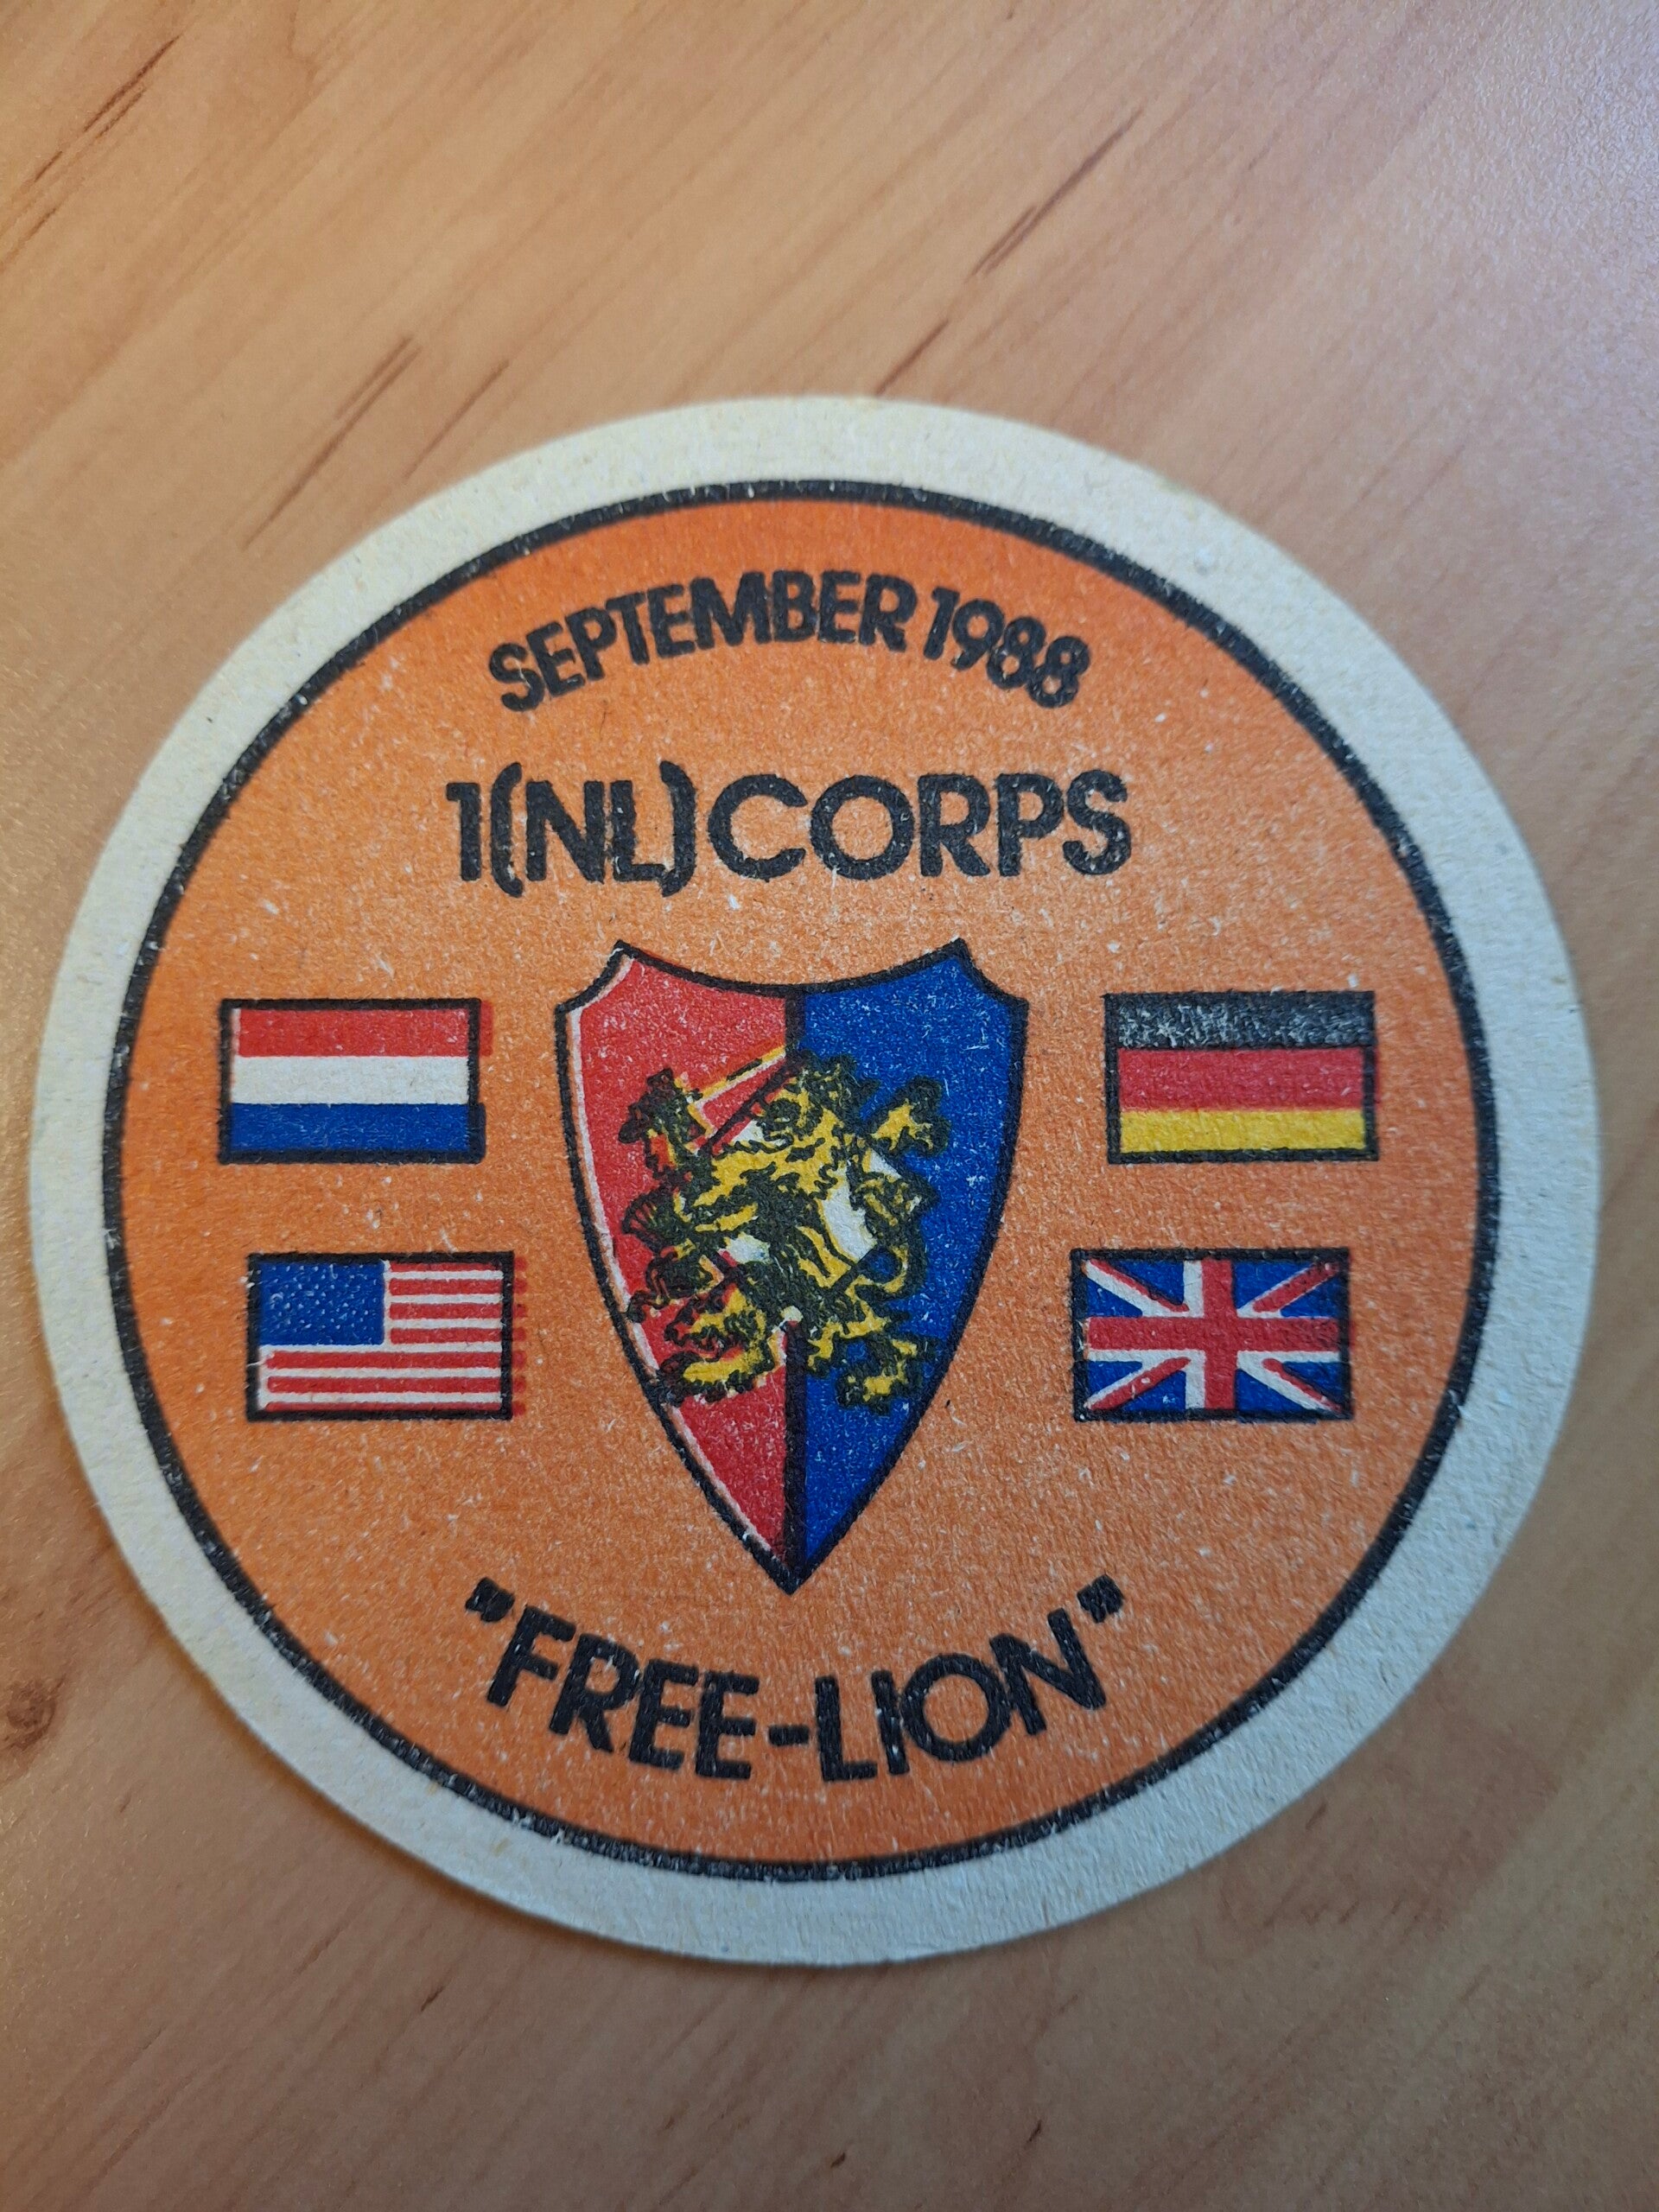 SEPTEMBER 1988
1(NL)CORPS
"FREE-LION"